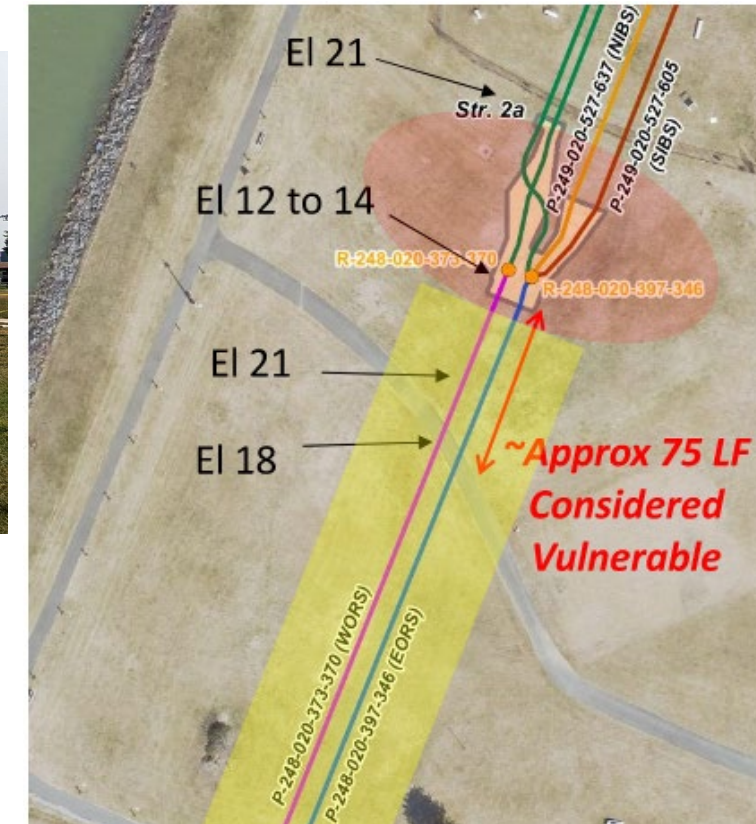 El 21
Str. 2a
P-249-020-527-637 (NIBS)
P-249-020-527-605
(SIBS)
El 12 to 14
R-248-020-373-370
R-248-020-397-346
El 21
El 18
~Approx 75 LF
Considered
Vulnerable
P-248-020-373-370 (WORS)
P-248-020-397-346 (EORS)